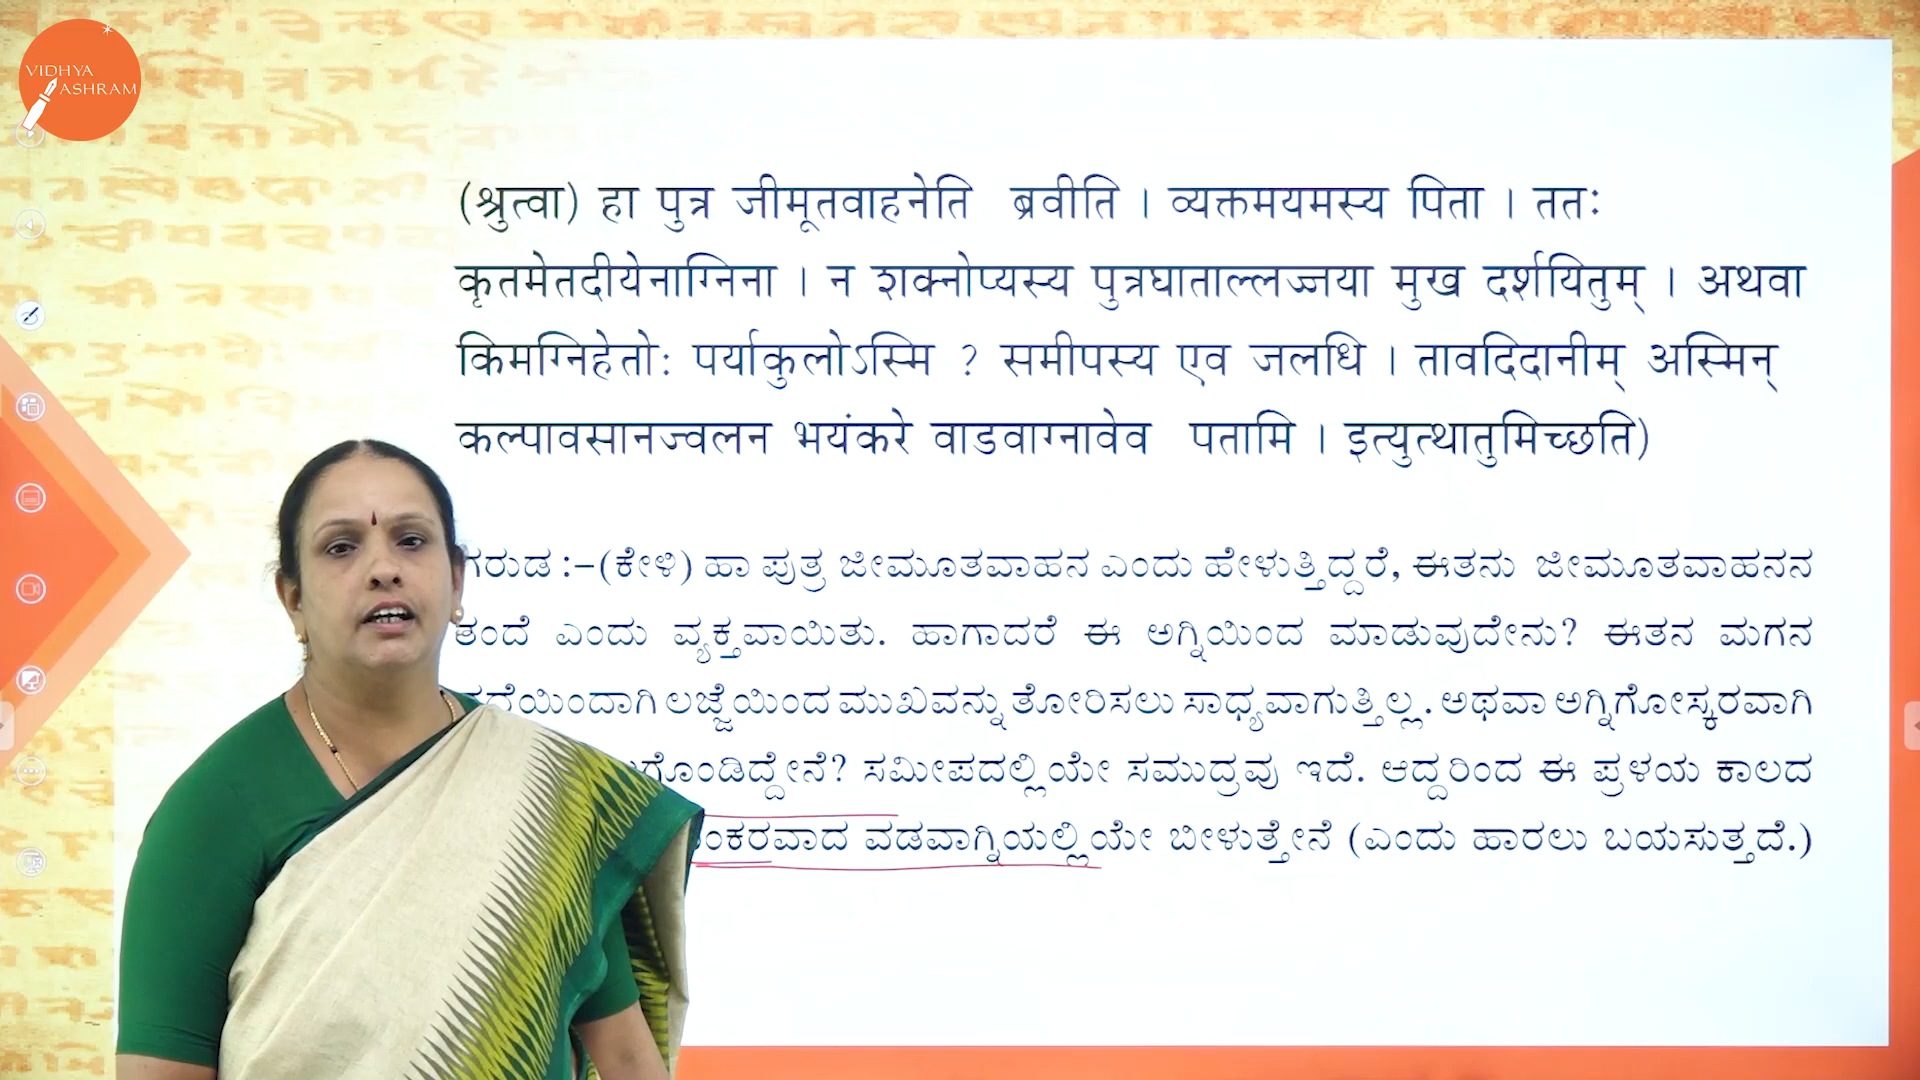 VIDHYA
ASHRAM
(श्रुत्वा) हा पुत्र जीमूतवाहनेति ब्रवीति । व्यक्तमयमस्य पिता । ततः
कृतमेतदीयेनाग्निना । न शक्नोप्यस्य पुत्रघाताल्लज्जया मुख दर्शयितुम् । अथवा
किमग्निहेतोः पर्याकुलोऽस्मि ? समीपस्य एव जलधि । तावदिदानीम् अस्मिन्
कल्पावसानज्वलन भयंकरे वाडवाग्नावेव पतामि । इत्युत्थातुमिच्छति)
ಗರುಡ :-(ಕೇಳಿ) ಹಾ ಪುತ್ರ ಜೀಮೂತವಾಹನ ಎಂದು ಹೇಳುತ್ತಿದ್ದರೆ, ಈತನು ಜೀಮೂತವಾಹನನ
ತಂದೆ ಎಂದು ವ್ಯಕ್ತವಾಯಿತು. ಹಾಗಾದರೆ ಈ ಅಗ್ನಿಯಿಂದ ಮಾಡುವುದೇನು? ಈತನ ಮಗನ
ಲಜ್ಜೆಯಿಂದ ಮುಖವನ್ನು ತೋರಿಸಲು ಸಾಧ್ಯವಾಗುತ್ತಿಲ್ಲ. ಅಥವಾ ಅಗ್ನಿಗೋಸ್ಕರವಾಗಿ
ಸಮೀಪದಲ್ಲಿಯೇ ಸಮುದ್ರವು ಇದೆ. ಆದ್ದರಿಂದ ಈ ಪ್ರಳಯ ಕಾಲದ
ವಡವಾಗ್ನಿಯಲ್ಲಿಯೇ ಬೀಳುತ್ತೇನೆ (ಎಂದು ಹಾರಲು ಬಯಸುತ್ತದೆ.)